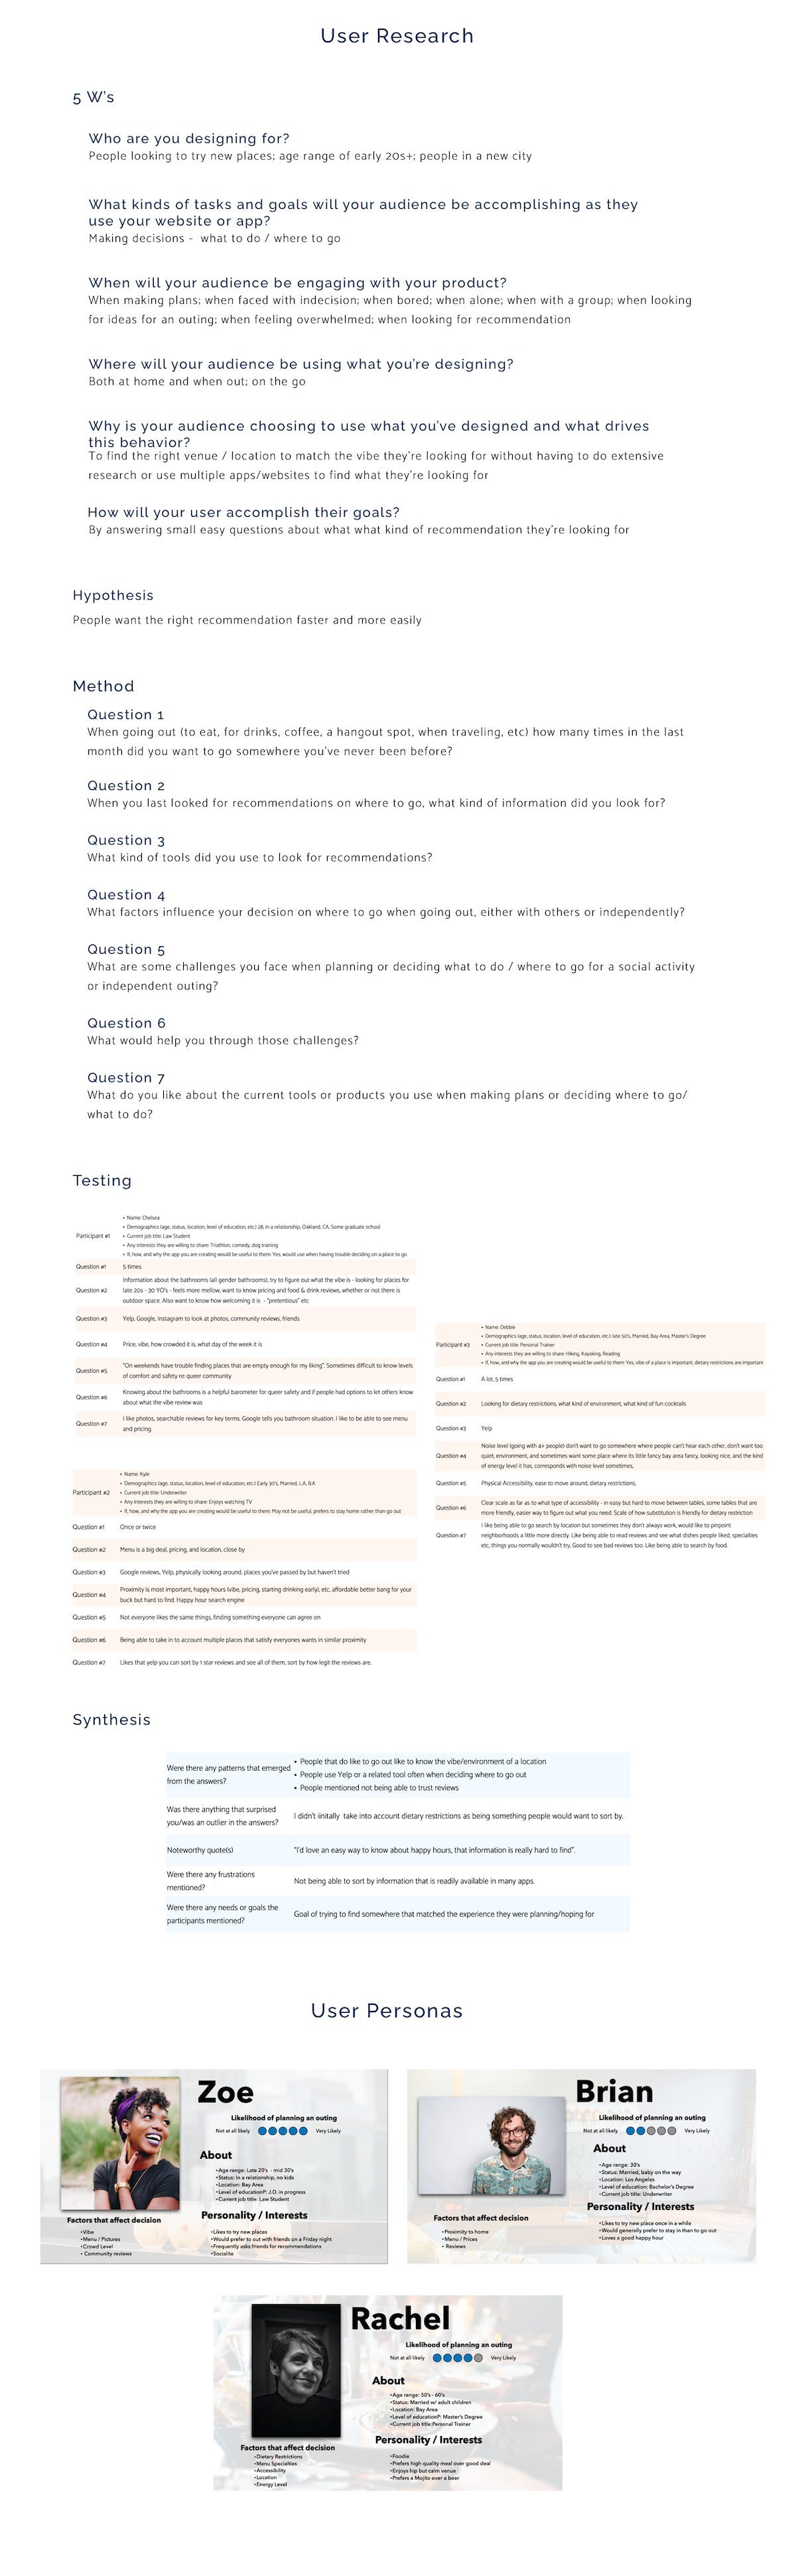 User Research
5 W's
Who are you designing for?
People looking to try new places; age range of early 20s+; people in a new city
What kinds of tasks and goals will your audience be accomplishing as they
use your website or app?
Making decisions -  what to do / where to go
When will your audience be engaging with your product?
When making plans; when faced with indecision; when bored; when alone; when with a group; when looking
for ideas for an outing; when feeling overwhelmed; when looking for recommendation
Where will your audience be using what you're designing?
Both at home and when out; on the go
Why is your audience choosing to use what you've designed and what drives
this behavior?
To find the right venue / location to match the vibe they're looking for without having to do extensive
research or use multiple apps/websites to find what they're looking for
How will your user accomplish their goals?
By answering small easy questions about what what kind of recommendation they're looking for
Hypothesis
People want the right recommendation faster and more easily
Method
Question 1
When going out (to eat, for drinks, coffee, a hangout spot, when traveling, etc) how many times in the last
month did you want to go somewhere you've never been before?
Question 2
When you last looked for recommendations on where to go, what kind of information did you look for?
Question 3
What kind of tools did you use to look for recommendations?
Question 4
What factors influence your decision on where to go when going out, either with others or independently?
Question 5
What are some challenges you face when planning or deciding what to do / where to go for a social activity
or independent outing?
Question 6
What would help you through those challenges?
Question 7
What do you like about the current tools or products you use when making plans or deciding where to go/
what to do?
Testing
Participant #1
• Name: Chelsea
• Demographics (age, status, location, level of education, etc.) 28, in a relationship, Oakland, CA, Some graduate school
• Current job title: Law Student
• Any interests they are willing to share: Triathlon, comedy, dog training
• If, how, and why the app you are creating would be useful to them: Yes, would use when having trouble deciding on a place to go
Question #1 5 times
Question #2
Information about the bathrooms (all gender bathrooms), try to figure out what the vibe is - looking for places for
late 20s - 30 YO's - feels more mellow, want to know pricing and food & drink reviews, whether or not there is
outdoor space. Also want to know how welcoming it is  - "pretentious" etc
Question #3 Yelp, Google, Instagram to look at photos, community reviews, friends
Question #4 Price, vibe, how crowded it is, what day of the week it is
Question #5
"On weekends have trouble finding places that are empty enough for my liking". Sometimes difficult to know levels
of comfort and safety re: queer community
Question #6
Knowing about the bathrooms is a helpful barometer for queer safety and if people had options to let others know
about what the vibe review was
Question #7
I like photos, searchable reviews for key terms. Google tells you bathroom situation. I like to be able to see menu
and pricing.
Participant #2
• Name: Kyle
• Demographics (age, status, location, level of education, etc.) Early 30's, Married, L.A, B.A
• Current job title: Underwriter
• Any interests they are willing to share: Enjoys watching TV
• If, how, and why the app you are creating would be useful to them: May not be useful, prefers to stay home rather than go out
Question #1 Once or twice
Question #2 Menu is a big deal, pricing, and location, close by
Question #3 Google reviews, Yelp, physically looking around, places you've passed by but haven't tried
Question #4
Proximity is most important, happy hours (vibe, pricing, starting drinking early), etc, affordable better bang for your
buck but hard to find. Happy hour search engine
Question #5 Not everyone likes the same things, finding something everyone can agree on
Question #6 Being able to take in to account multiple places that satisfy everyones wants in similar proximity
Question #7 Likes that yelp you can sort by 1 star reviews and see all of them, sort by how legit the reviews are.
Participant #3
• Name: Debbie
• Demographics (age, status, location, level of education, etc.): late 50's, Married, Bay Area, Master's Degree
• Current job title: Personal Trainer
• Any interests they are willing to share: Hiking, Kayaking, Reading
• If, how, and why the app you are creating would be useful to them: Yes, vibe of a place is important, dietary restrictions are important
Question #1 A lot, 5 times
Question #2 Looking for dietary restrictions, what kind of environment, what kind of fun cocktails
Question #3 Yelp
Question #4
Noise level (going with 4+ people) don't want to go somewhere where people can't hear each other, don't want too
quiet, environment, and sometimes want some place where its little fancy bay area fancy, looking nice, and the kind
of energy level it has, corresponds with noise level sometimes,
Question #5 Physical Accessibility, ease to move around, dietary restrictions,
Question #6
Clear scale as far as to what type of accessibility - in easy but hard to move between tables, some tables that are
more friendly, easier way to figure out what you need. Scale of how substitution is friendly for dietary restriction
Question #7
I like being able to go search by location but sometimes they don't always work, would like to pinpoint
neighborhoods a little more directly. Like being able to read reviews and see what dishes people liked, specialties
etc, things you normally wouldn't try, Good to see bad reviews too. Like being able to search by food.
Synthesis
Were there any patterns that emerged
from the answers?
• People that do like to go out like to know the vibe/environment of a location
• People use Yelp or a related tool often when deciding where to go out
• People mentioned not being able to trust reviews
Was there anything that surprised
you/was an outlier in the answers?
I didn't iinitally  take into account dietary restrictions as being something people would want to sort by.
Noteworthy quote(s)
"I'd love an easy way to know about happy hours, that information is really hard to find".
Were there any frustrations
mentioned?
Not being able to sort by information that is readily available in many apps.
Were there any needs or goals the
participants mentioned?
Goal of trying to find somewhere that matched the experience they were planning/hoping for
User Personas
Zoe
Likelihood of planning an outing
Not at all likely Very Likely
About
•Age range: Late 20's - mid 30's
•Status: In a relationship, no kids
•Location: Bay Area
•Level of educationP: J.D. in progress
•Current job title: Law Student
Personality / Interests
•Likes to try new places
•Would prefer to out with friends on a Friday night
•Frequently asks friends for recommendations
•Socialite
Factors that affect decision
•Vibe
•Menu / Pictures
•Crowd Level
• Community reviews
Brian
Likelihood of planning an outing
Not at all likely Very Likely
About
•Age range: 30's
•Status: Married, baby on the way
•Location: Los Angeles
•Level of education: Bachelor's Degree
•Current job title: Underwriter
Personality / Interests
•Likes to try new place once in a while
•Would generally prefer to stay in than to go out
•Loves a good happy hour
Factors that affect decision
•Proximity to home
•Menu / Prices
• Reviews
Rachel
Likelihood of planning an outing
Not at all likely Very Likely
About
•Age range: 50's - 60's
•Status: Married w/ adult children
•Location: Bay Area
•Level of educationP: Master's Degree
•Current job title:Personal Trainer
Personality / Interests
•Foodie
•Prefers high quality meal over good deal
•Enjoys hip but calm venue
•Prefers a Mojito over a beer
Factors that affect decision
•Dietary Restrictions
•Menu Specialties
•Accessibility
•Location
•Energy Level